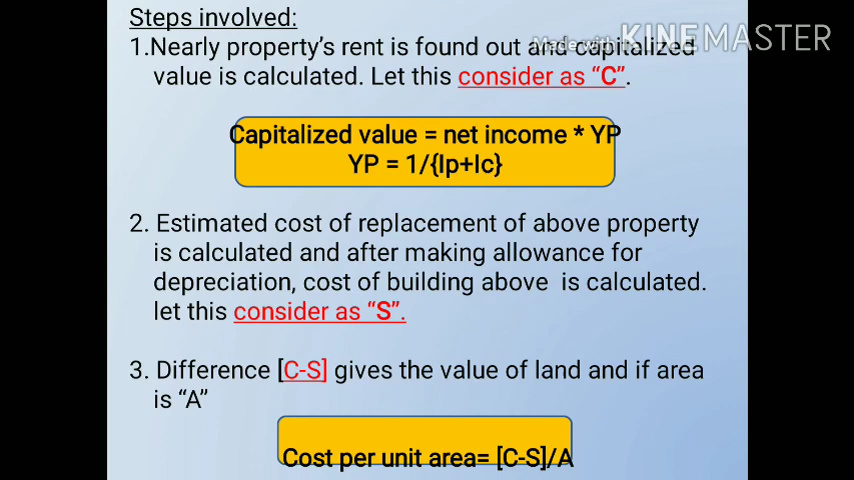 Steps involved:
Made with KINEMASTER
1.Nearly property's rent is found out and capitalized
value is calculated. Let this consider as "C".
Capitalized value = net income * YP
YP = 1/{Ip+Ic}
2. Estimated cost of replacement of above property
is calculated and after making allowance for
depreciation, cost of building above is calculated.
let this consider as "S".
3. Difference [C-S] gives the value of land and if area
is "A"
Cost per unit area= [C-S]/A